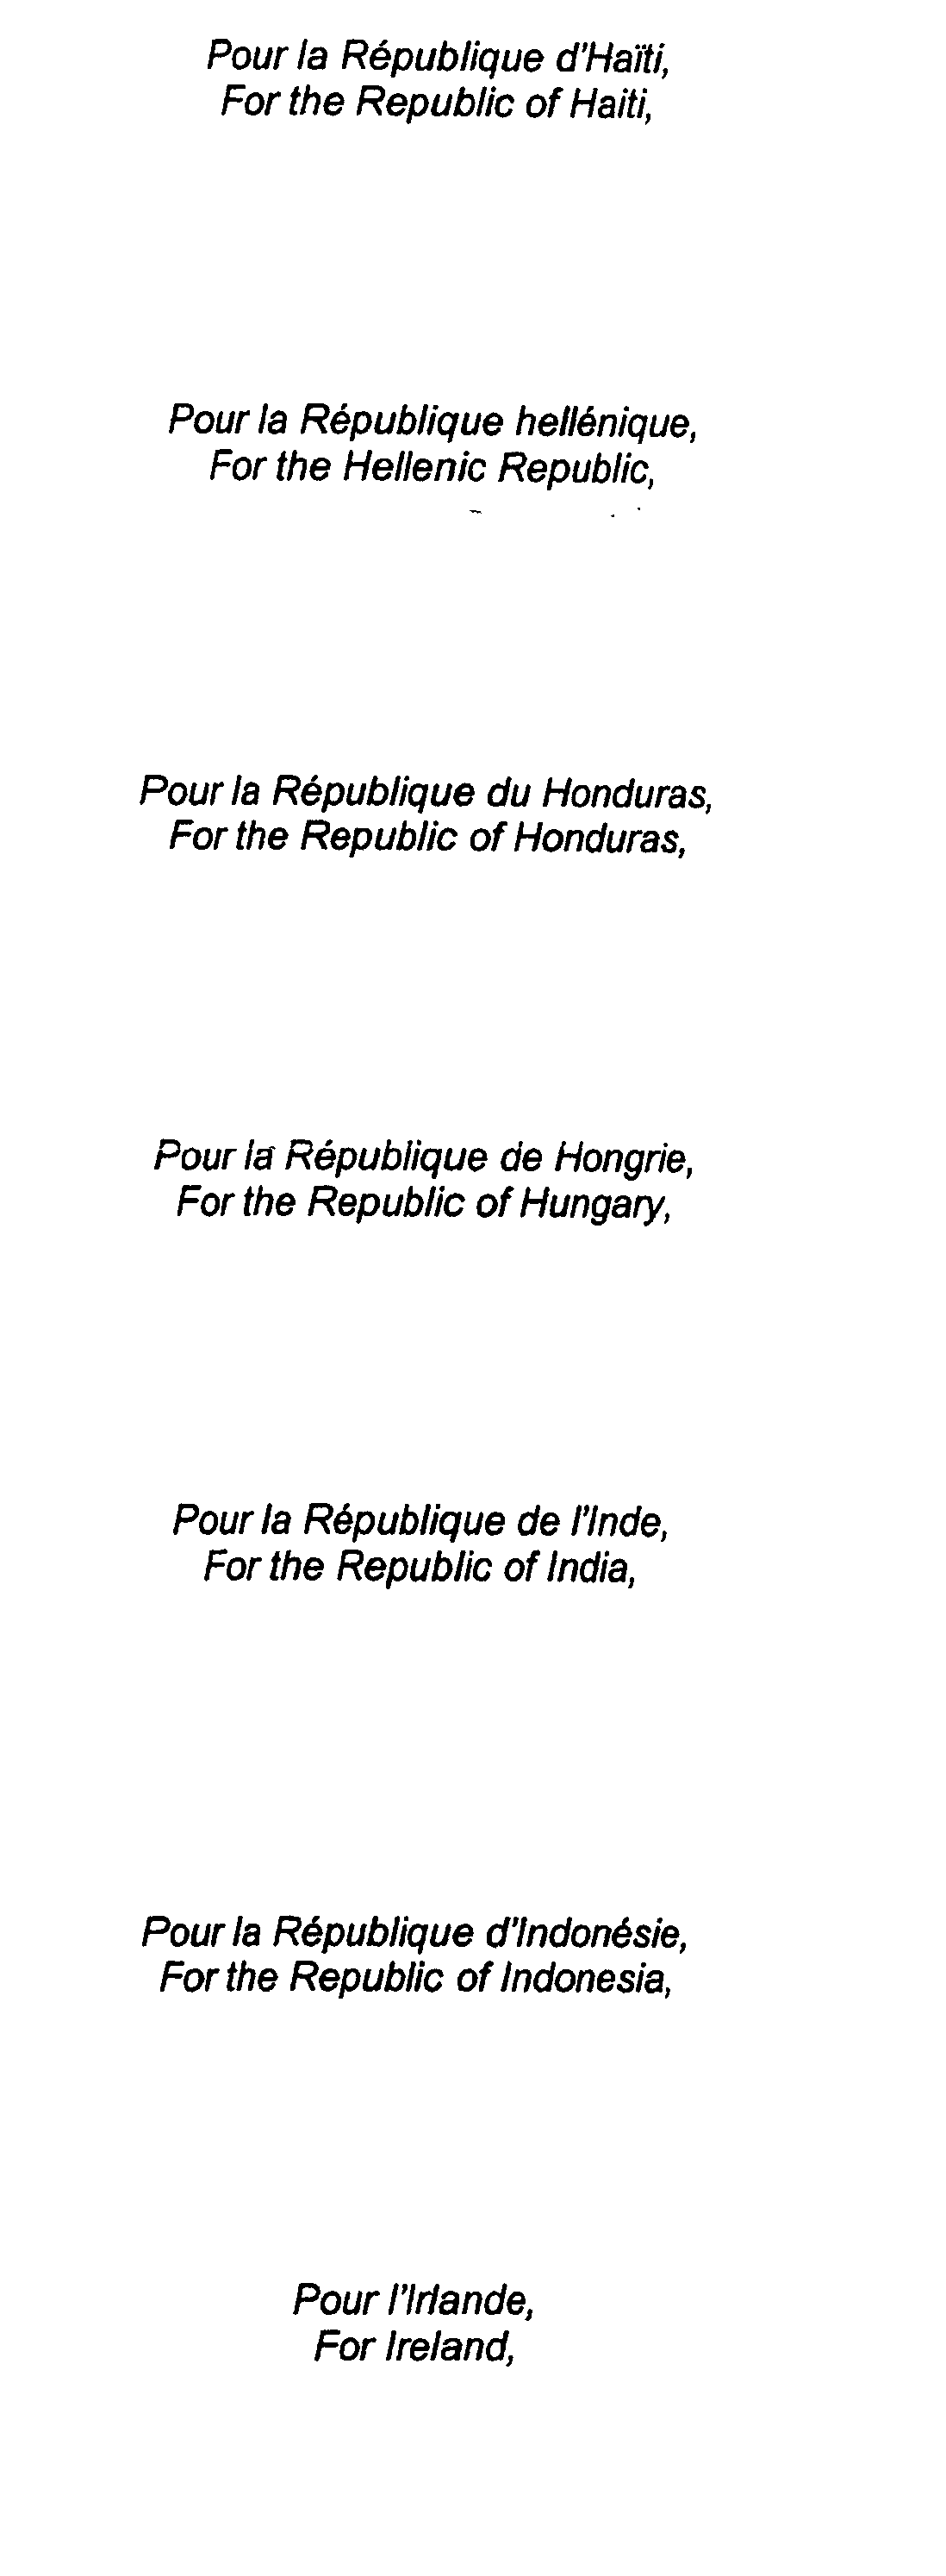 Pour la République d'Haïti,
For the Republic of Haiti,
Pour la République hellénique,
For the Hellenic Republic,
Pour la République du Honduras,
For the Republic of Honduras,
Pour la République de Hongrie,
For the Republic of Hungary,
Pour la République de l'Inde,
For the Republic of India,
Pour la République d'Indonésie,
For the Republic of Indonesia,
Pour l'Irlande,
For Ireland,